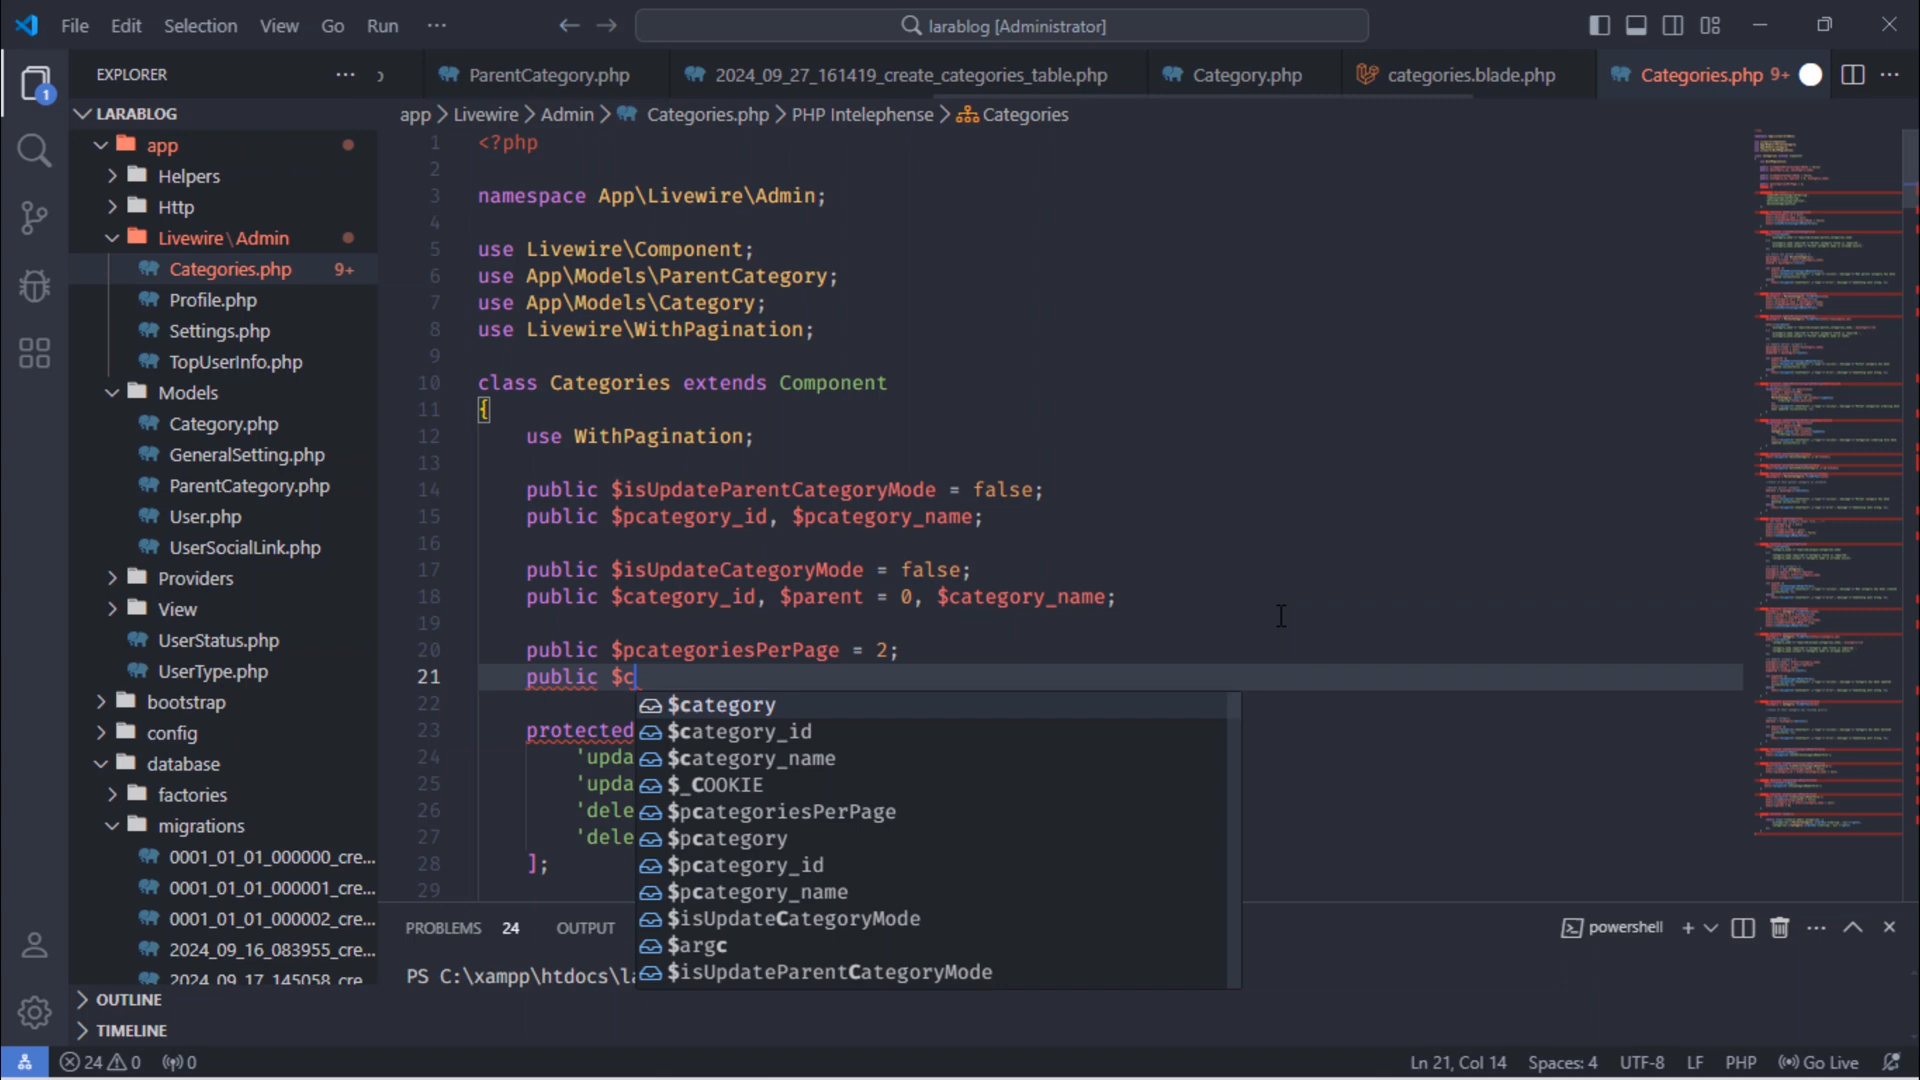 File Edit Selection View Go Run ··· larablog [Administrator]
EXPLORER ···
ParentCategory.php 2024_09_27_161419_create_categories_table.php Category.php categories.blade.php Categories.php 9+ ···
LARABLOG
app
Helpers
Http
Livewire\Admin
Categories.php 9+
Profile.php
Settings.php
TopUserInfo.php
Models
Category.php
GeneralSetting.php
ParentCategory.php
User.php
UserSocialLink.php
Providers
View
UserStatus.php
UserType.php
bootstrap
config
database
factories
migrations
0001_01_01_000000_cre...
0001_01_01_000001_cre...
0001_01_01_000002_cre...
2024_09_16_083955_cre...
2024_09_17_145058_cre...
OUTLINE
TIMELINE
app > Livewire > Admin > Categories.php > PHP Intelephense > Categories
1 <?php
2
3 namespace App\Livewire\Admin;
4
5 use Livewire\Component;
6 use App\Models\ParentCategory;
7 use App\Models\Category;
8 use Livewire\WithPagination;
9
10 class Categories extends Component
11 {
12 use WithPagination;
13
14 public $isUpdateParentCategoryMode = false;
15 public $pcategory_id, $pcategory_name;
16
17 public $isUpdateCategoryMode = false;
18 public $category_id, $parent = 0, $category_name;
19
20 public $pcategoriesPerPage = 2;
21 public $c
22
23 protected
24 'upda
25 'upda
26 'dele
27 'dele
28 ];
29
$category
$category_id
$category_name
$_COOKIE
$pcategoriesPerPage
$pcategory
$pcategory_id
$pcategory_name
$isUpdateCategoryMode
$argc
$isUpdateParentCategoryMode
PROBLEMS 24 OUTPUT powershell
PS C:\xampp\htdocs\la
24 0 0 Ln 21, Col 14 Spaces: 4 UTF-8 LF PHP Go Live